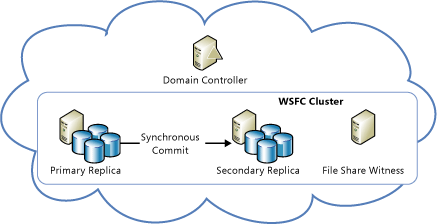 Domain Controller
WSFC Cluster
Synchronous
Commit
Primary Replica
Secondary Replica
File Share Witness